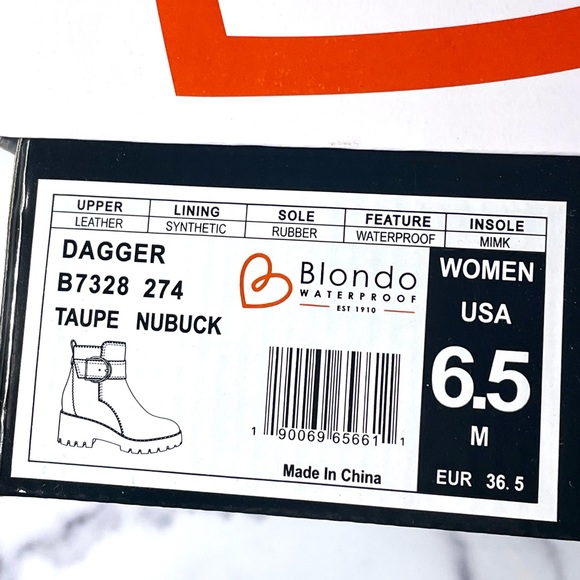 UPPER LINING SOLE FEATURE INSOLE
LEATHER SYNTHETIC RUBBER WATERPROOF MIMK
DAGGER
B7328 274
TAUPE NUBUCK
Blondo
WATERPROOF
EST 1910
1 90069 65661 1
Made In China
WOMEN
USA
6.5
M
EUR 36.5